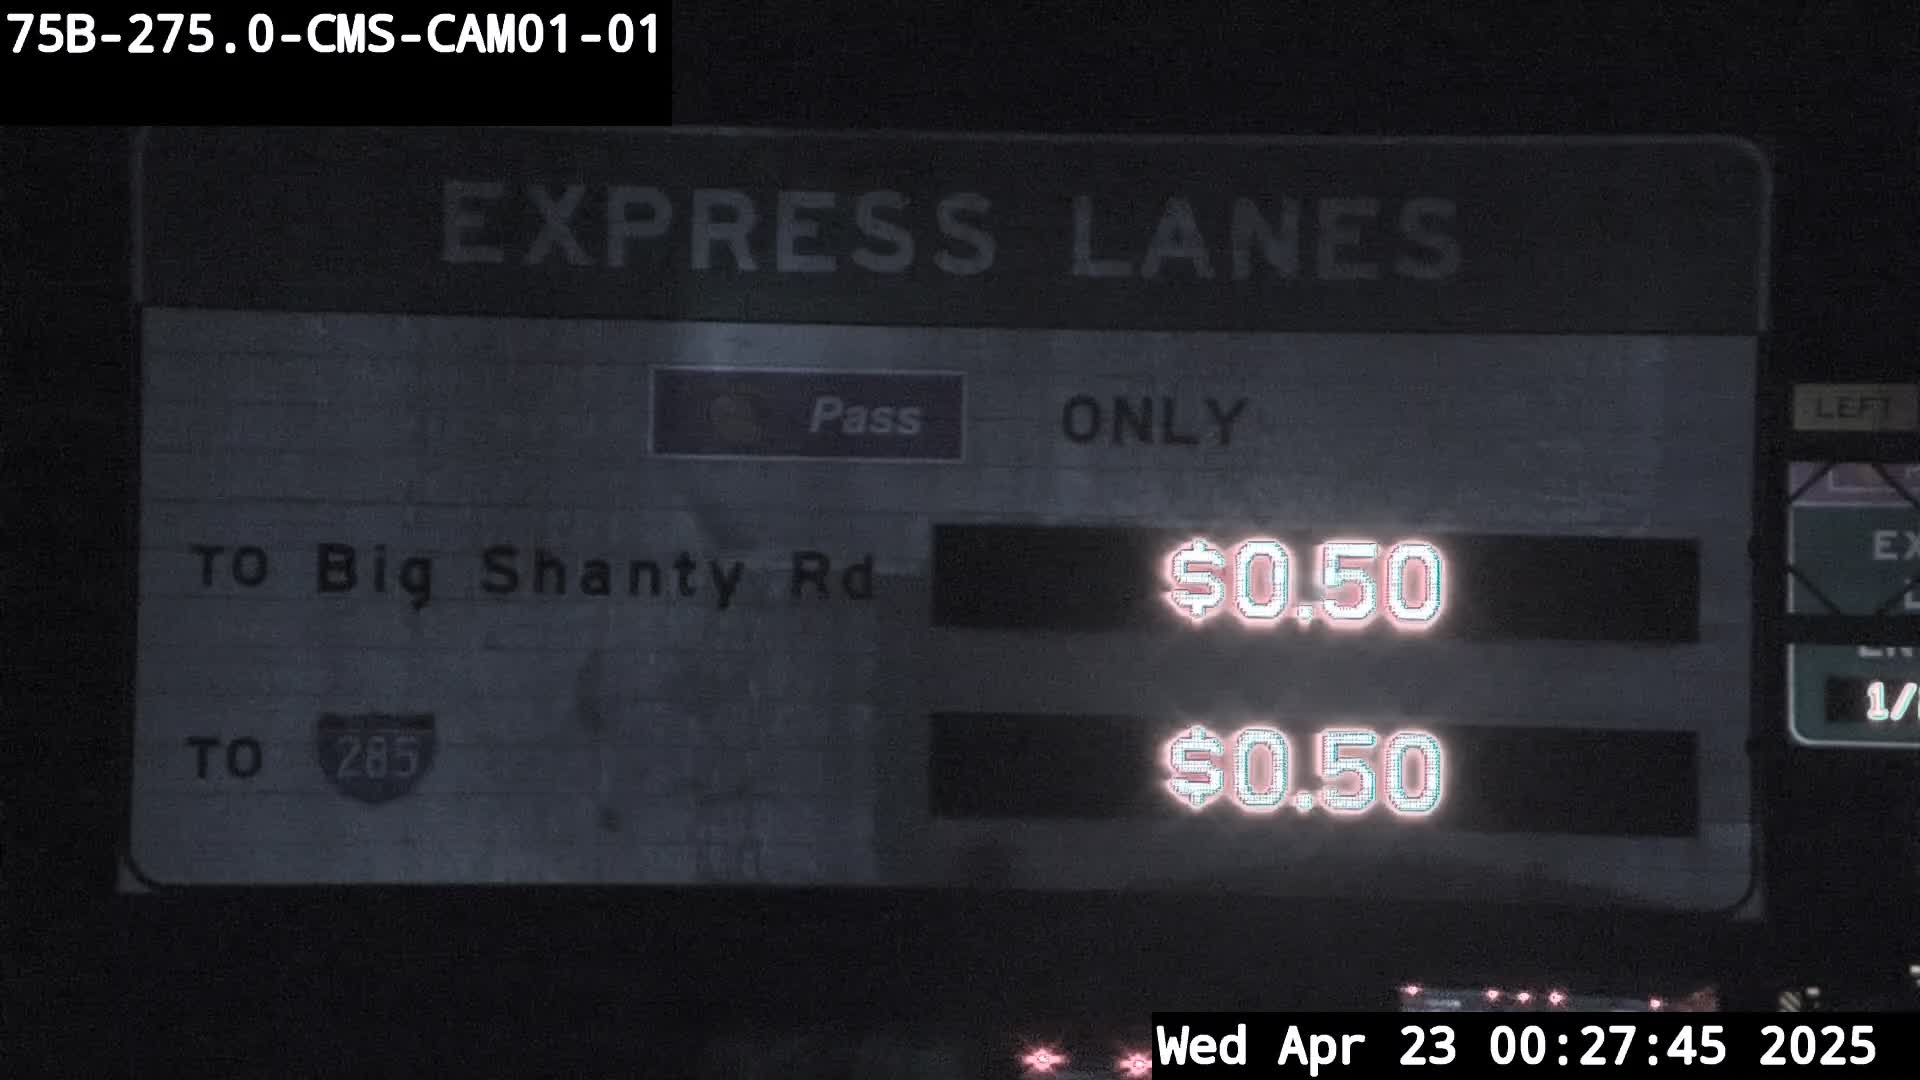 75B-275.0-CMS-CAM01-01
EXPRESS LANES
Pass ONLY
TO Big Shanty Rd $0.50
TO 285 $0.50
LEFT
Wed Apr 23 00:27:45 2025